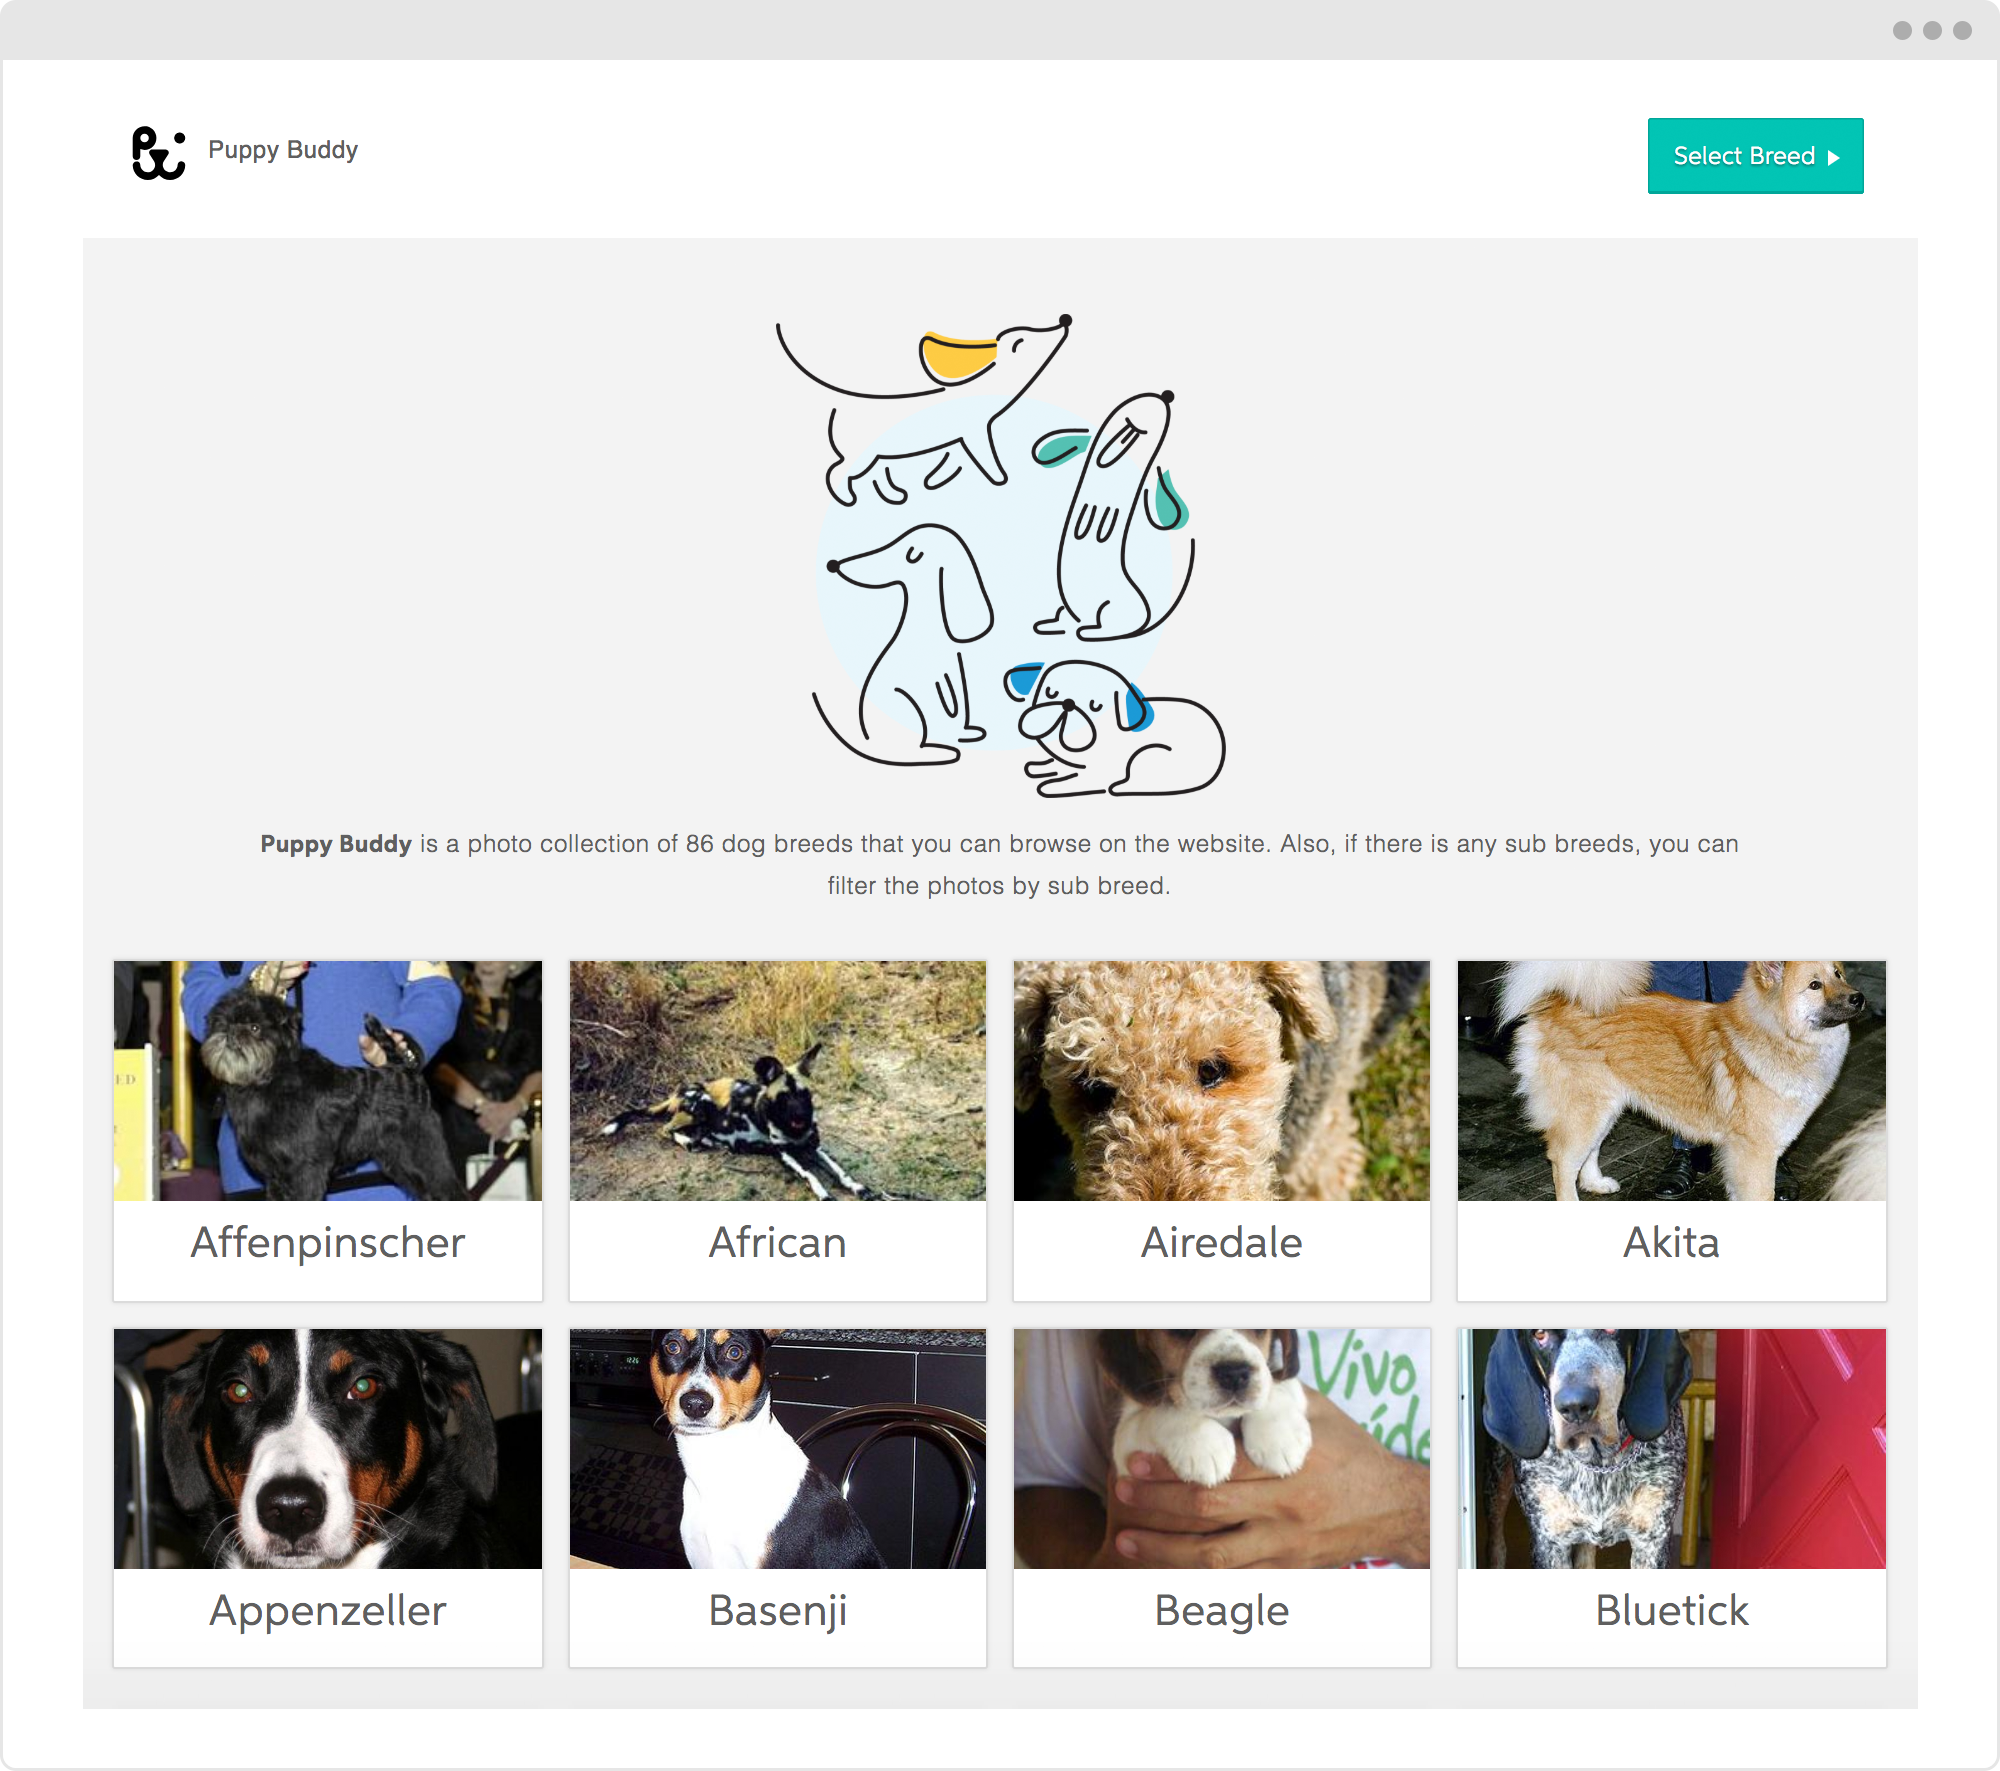 Puppy Buddy
Select Breed
Puppy Buddy is a photo collection of 86 dog breeds that you can browse on the website. Also, if there is any sub breeds, you can
filter the photos by sub breed.
ED
Affenpinscher
African
Airedale
Akita
Vivo
Appenzeller
Basenji
Beagle
Bluetick